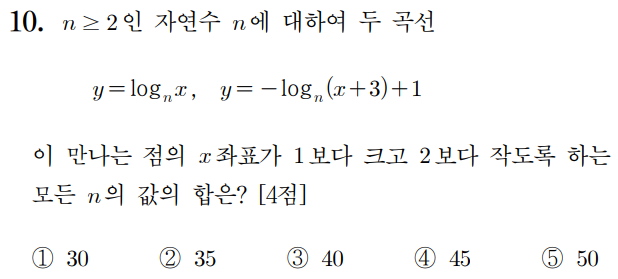 10. n ≥ 2인 자연수 n에 대하여 두 곡선
y = logₙx, y = −logₙ(x+3)+1
이 만나는 점의 x좌표가 1보다 크고 2보다 작도록 하는
모든 n의 값의 합은? [4점]
① 30 ② 35 ③ 40 ④ 45 ⑤ 50